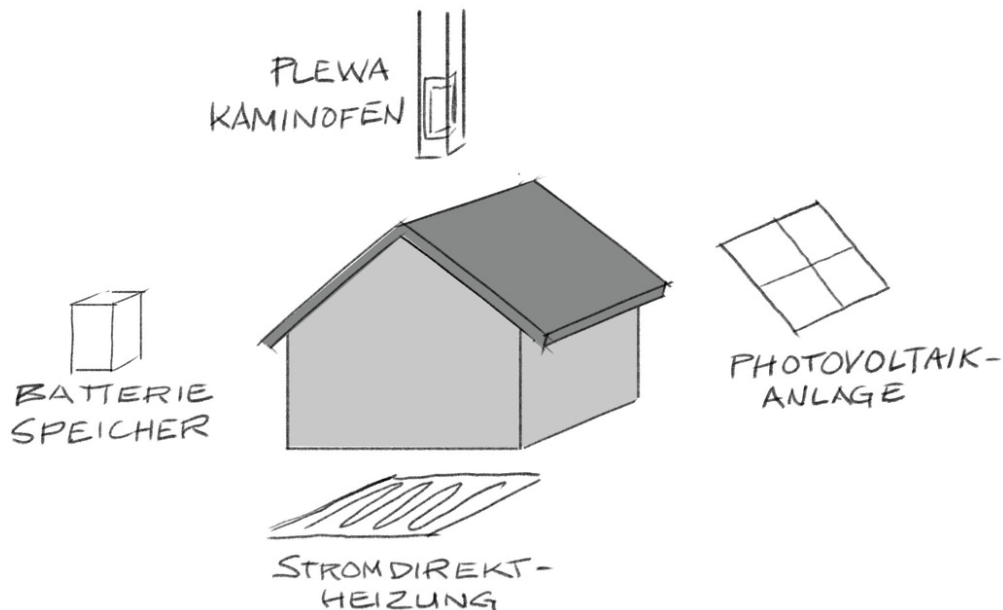 PLEWA
KAMINOFEN
BATTERIE
SPEICHER
PHOTOVOLTAIK-
ANLAGE
STROMDIREKT-
HEIZUNG